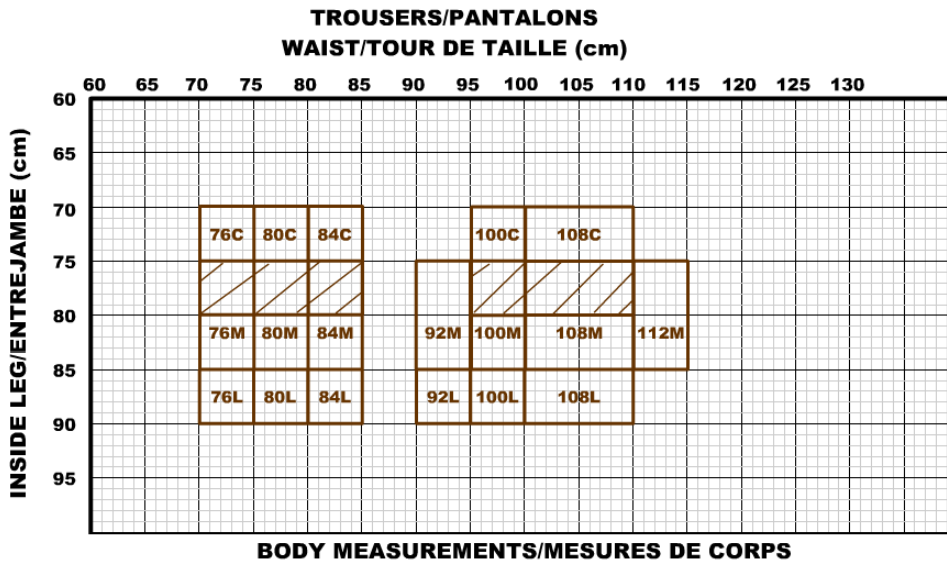 TROUSERS/PANTALONS
WAIST/TOUR DE TAILLE (cm)
60 70 75 80 85 90 95 100 105 110 115 120 125 130
60
65
70
75
80
85
90
95
INSIDE LEG/ENTREJAMBE (cm)
76C 80C 84C 100C 108C
76M 80M 84M 92M 100M 108M 112M
76L 80L 84L 92L 100L 108L
BODY MEASUREMENTS/MESURES DE CORPS